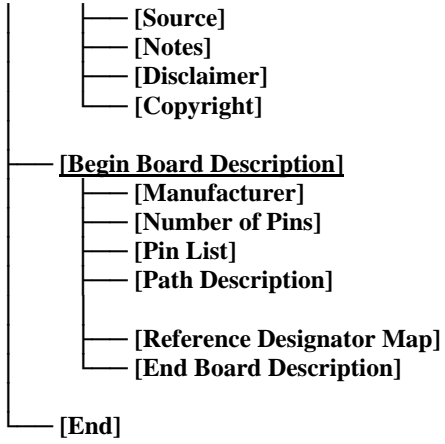 [Source]
[Notes]
[Disclaimer]
[Copyright]
[Begin Board Description]
[Manufacturer]
[Number of Pins]
[Pin List]
[Path Description]
[Reference Designator Map]
[End Board Description]
[End]